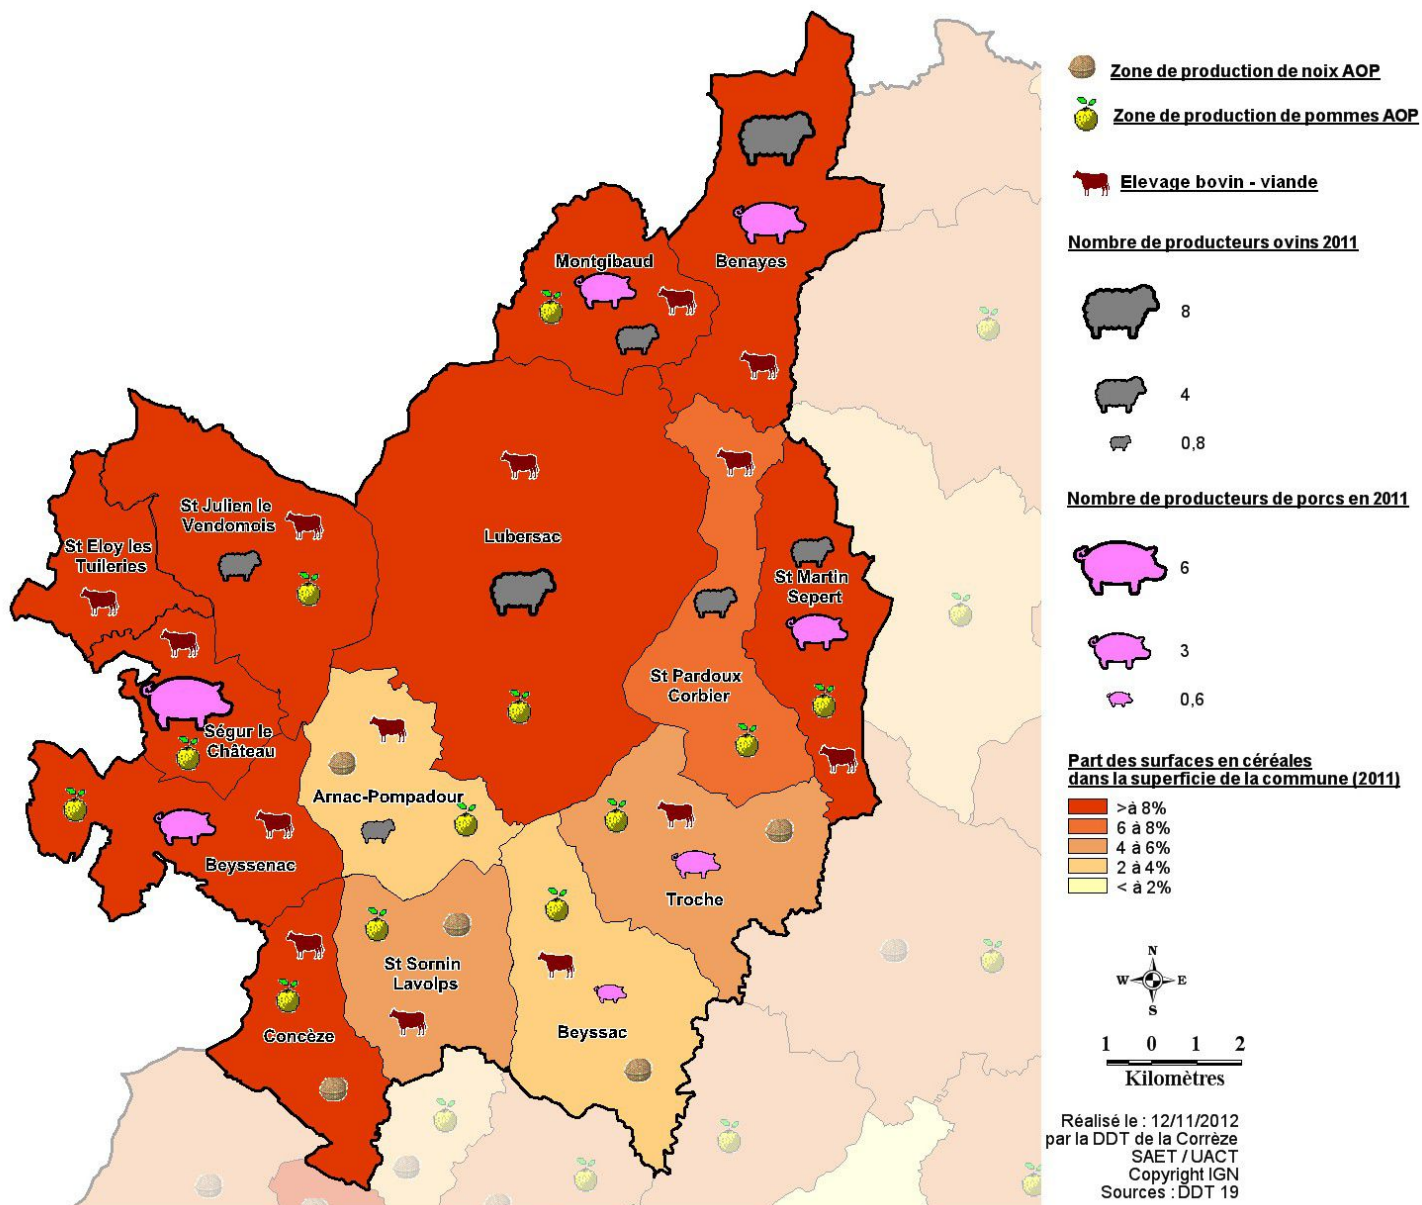 Zone de production de noix AOP
Zone de production de pommes AOP
Elevage bovin - viande
Nombre de producteurs ovins 2011
8
4
0,8
Nombre de producteurs de porcs en 2011
6
3
0,6
Part des surfaces en céréales
dans la superficie de la commune (2011)
>à 8%
6 à 8%
4 à 6%
2 à 4%
< à 2%
N
W E
S
1 0 1 2
Kilomètres
Réalisé le : 12/11/2012
par la DDT de la Corrèze
SAET / UACT
Copyright IGN
Sources : DDT 19
Montgibaud
Benayes
St Julien le
Vendomois
Lubersac
St Eloy les
Tuileries
St Martin
Sepert
St Pardoux
Corbier
Ségur le
Château
Arnac-Pompadour
Beyssenac
Troche
St Sornin
Lavolps
Beyssac
Concèze